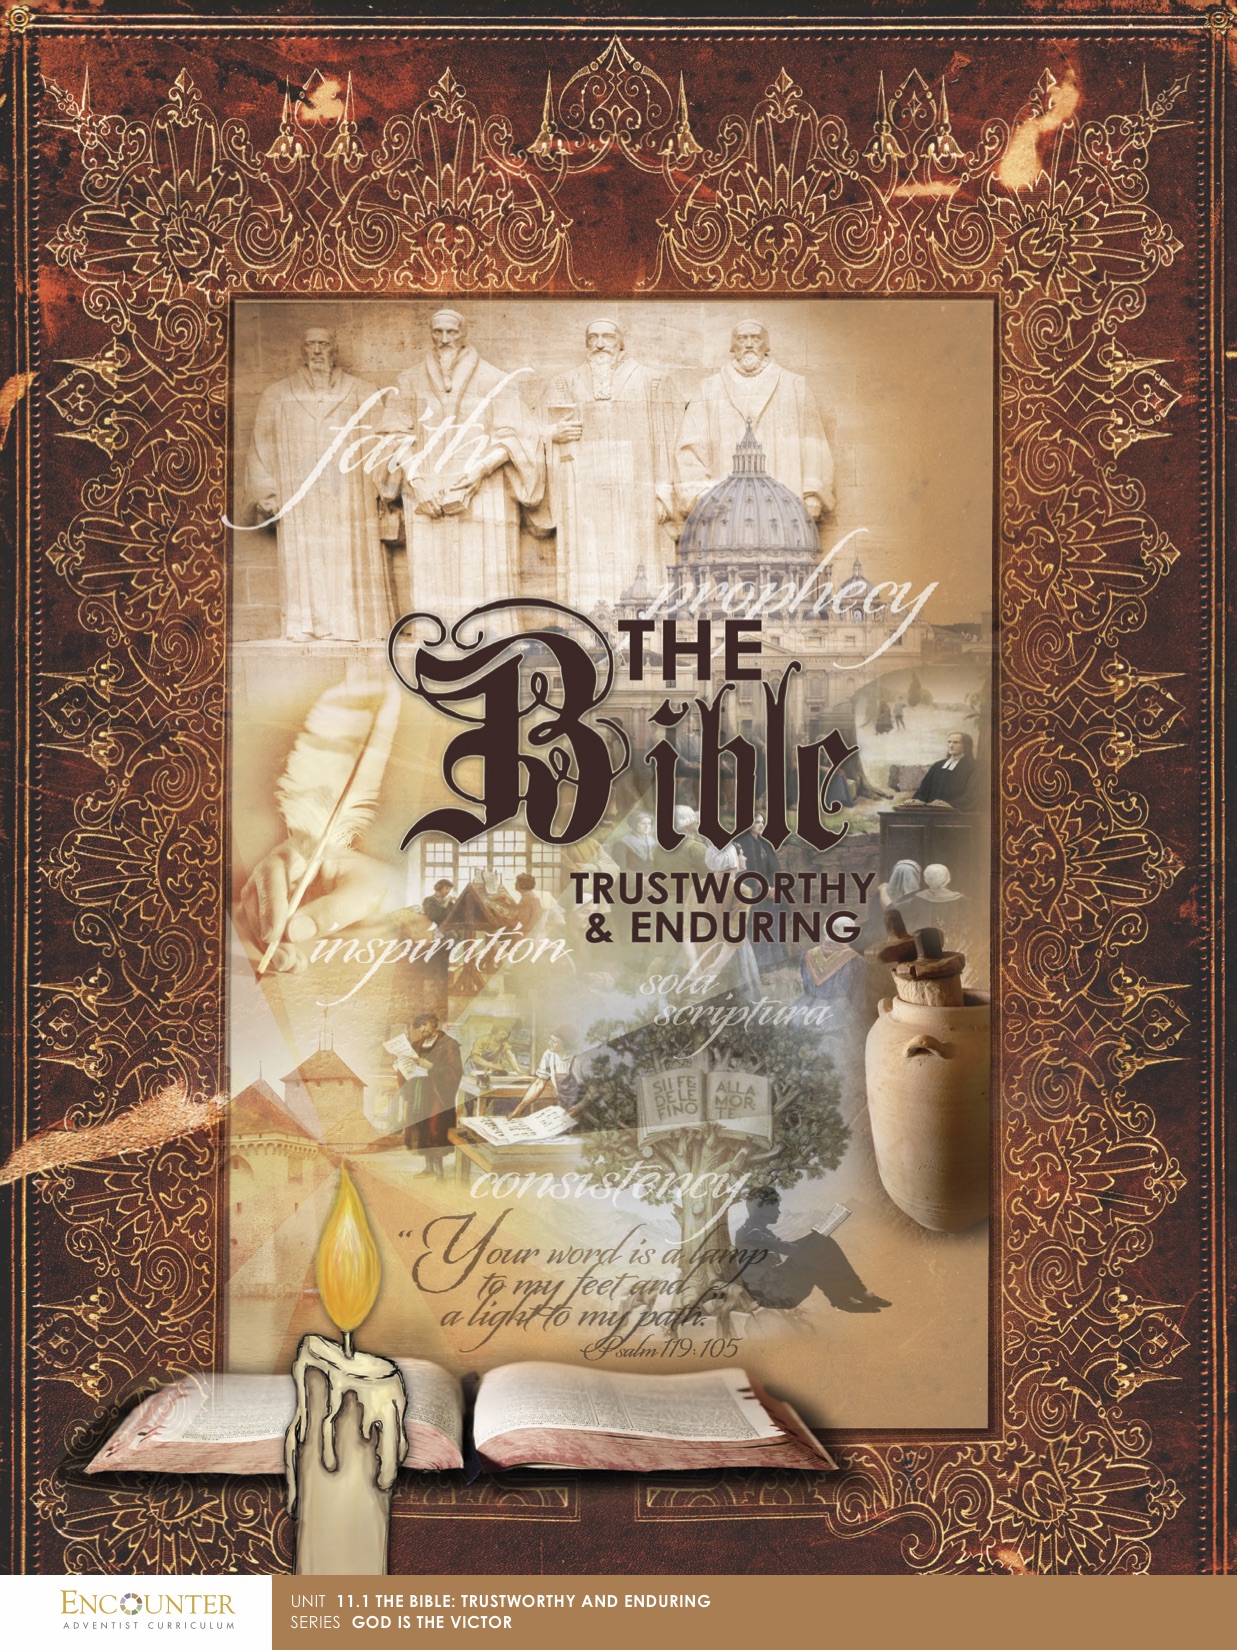 faith
prophecy
THE
Bible
TRUSTWORTHY
& ENDURING
inspiration
sola
scriptura
SII FE
DELE
FINO
ALLA
MOR
TE
consistency
“Your word is a lamp
to my feet and
a light to my path.”
Psalm 119:105
ENCOUNTER
ADVENTIST CURRICULUM
UNIT 11.1 THE BIBLE: TRUSTWORTHY AND ENDURING
SERIES GOD IS THE VICTOR